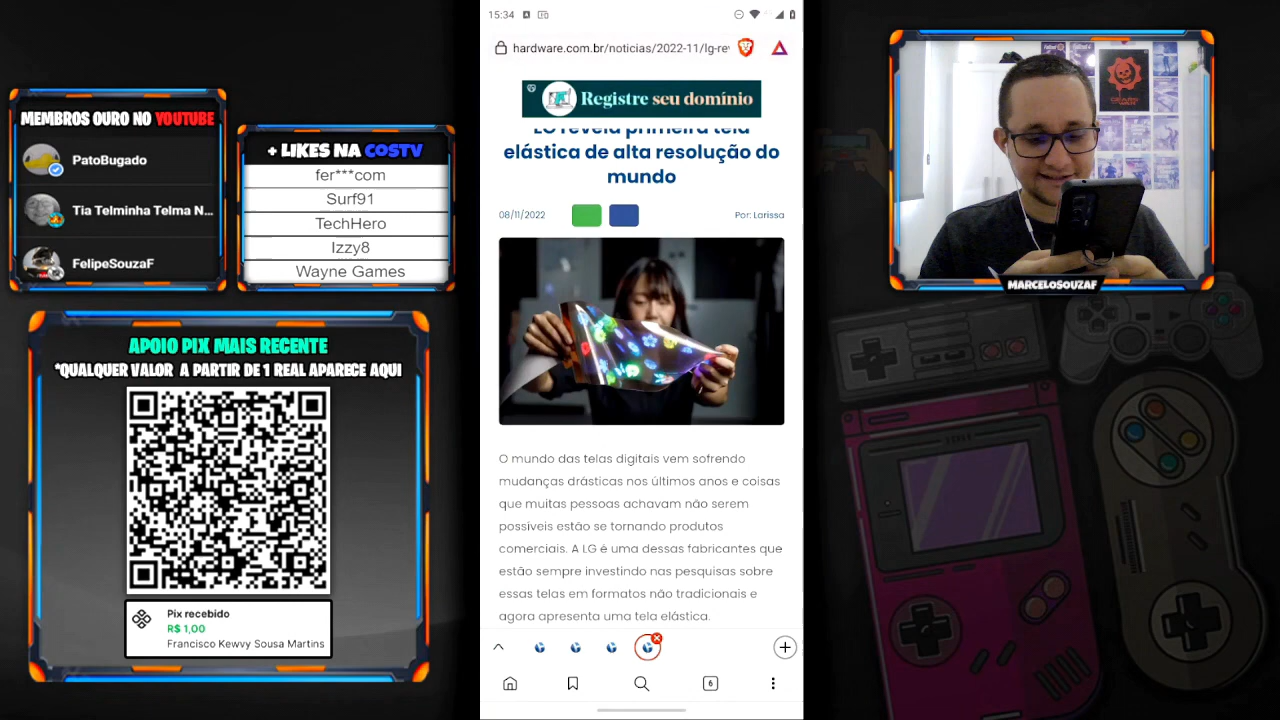 MEMBROS OURO NO YOUTUBE
PatoBugado
Tia Telminha Telma N...
FelipeSouzaF
+ LIKES NA COSTV
fer***com
Surf91
TechHero
Izzy8
Wayne Games
APOIO PIX MAIS RECENTE
*QUALQUER VALOR A PARTIR DE 1 REAL APARECE AQUI
Pix recebido
R$ 1,00
Francisco Kewvy Sousa Martins
15:34
hardware.com.br/noticias/2022-11/lg-re
Registre seu domínio
LG revela primeira tela
elástica de alta resolução do
mundo
08/11/2022
Por: Larissa
O mundo das telas digitais vem sofrendo
mudanças drásticas nos últimos anos e coisas
que muitas pessoas achavam não serem
possíveis estão se tornando produtos
comerciais. A LG é uma dessas fabricantes que
estão sempre investindo nas pesquisas sobre
essas telas em formatos não tradicionais e
agora apresenta uma tela elástica.
6
MARCELOSOUZAF